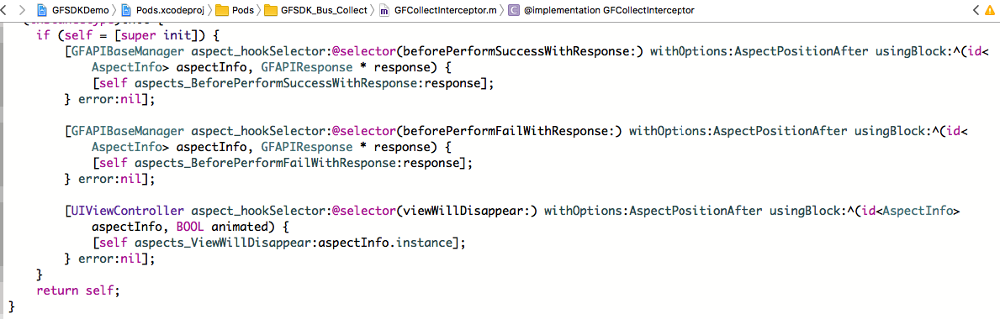 GFSDKDemo Pods.xcodeproj Pods GFSDK_Bus_Collect GFCollectInterceptor.m C @implementation GFCollectInterceptor
if (self = [super init]) {
[GFAPIBaseManager aspect_hookSelector:@selector(beforePerformSuccessWithResponse:) withOptions:AspectPositionAfter usingBlock:^(id<
AspectInfo> aspectInfo, GFAPIResponse * response) {
[self aspects_BeforePerformSuccessWithResponse:response];
} error:nil];
[GFAPIBaseManager aspect_hookSelector:@selector(beforePerformFailWithResponse:) withOptions:AspectPositionAfter usingBlock:^(id<
AspectInfo> aspectInfo, GFAPIResponse * response) {
[self aspects_BeforePerformFailWithResponse:response];
} error:nil];
[UIViewController aspect_hookSelector:@selector(viewWillDisappear:) withOptions:AspectPositionAfter usingBlock:^(id<AspectInfo>
aspectInfo, BOOL animated) {
[self aspects_ViewWillDisappear:aspectInfo.instance];
} error:nil];
}
return self;
}